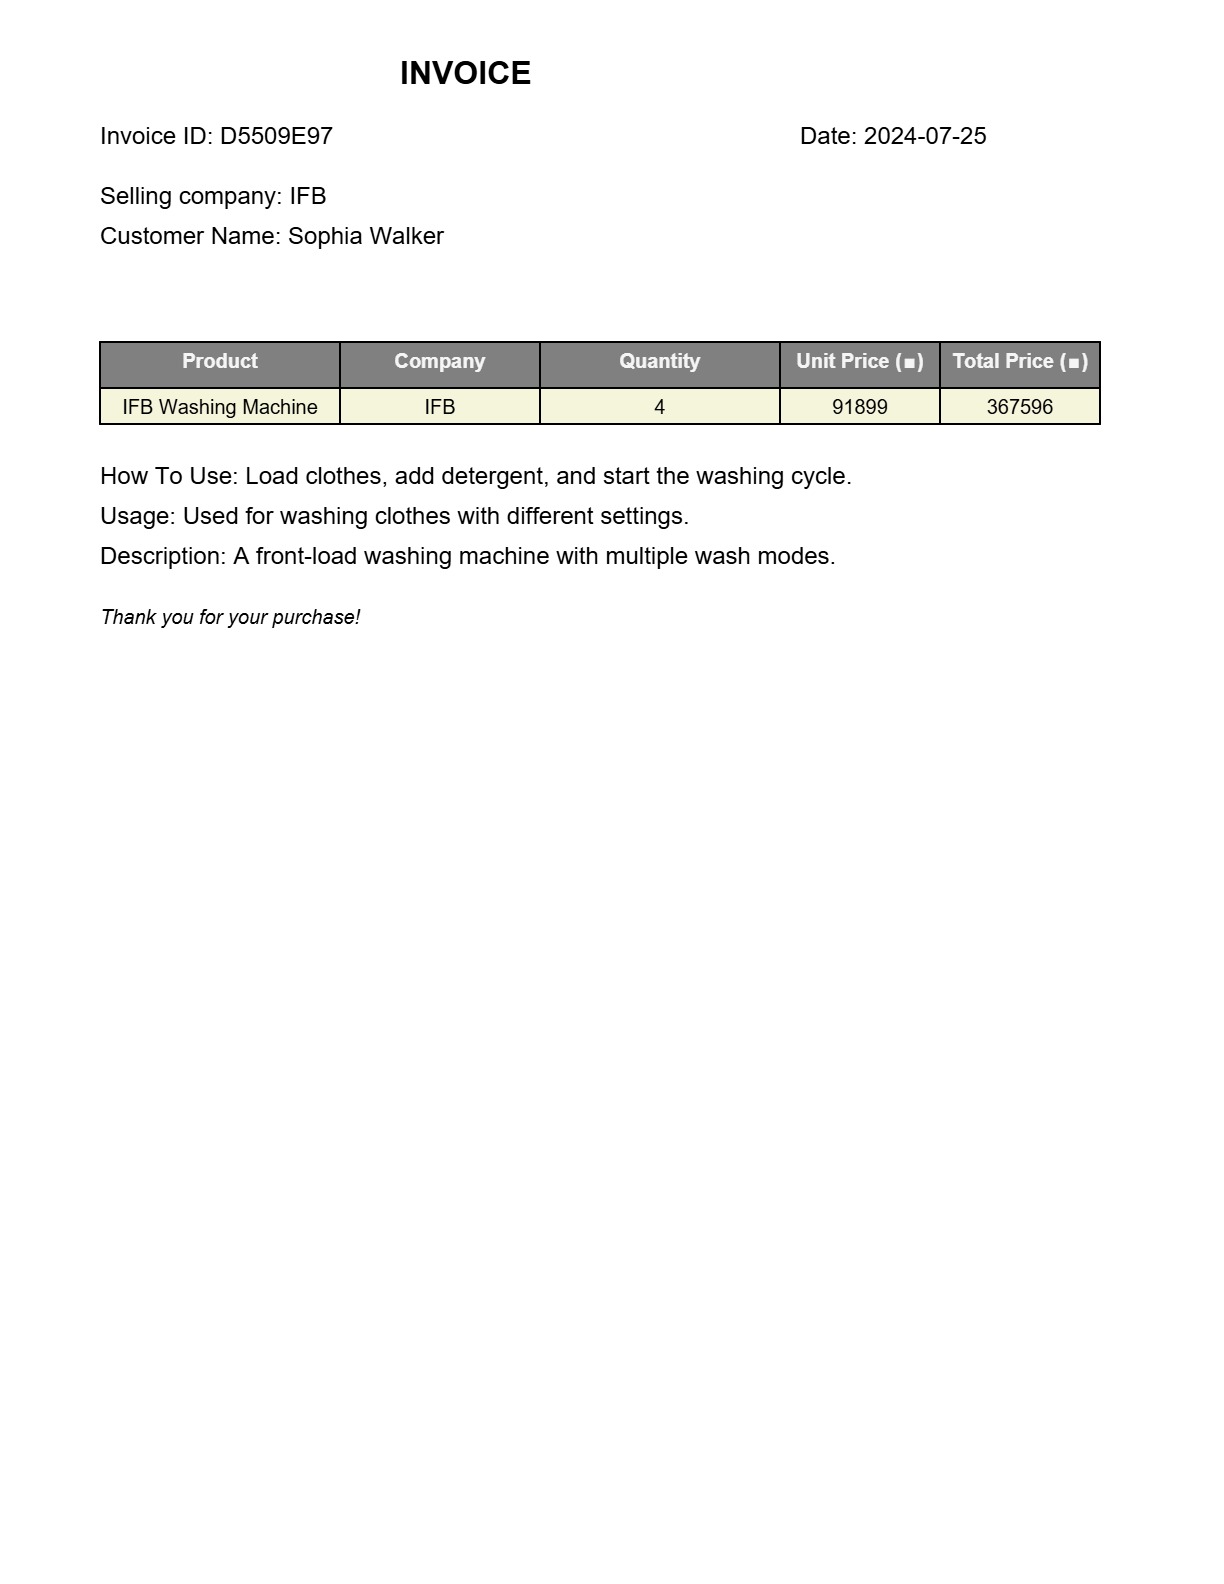 INVOICE
Invoice ID: D5509E97 Date: 2024-07-25
Selling company: IFB
Customer Name: Sophia Walker
Product Company Quantity Unit Price (■) Total Price (■)
IFB Washing Machine IFB 4 91899 367596
How To Use: Load clothes, add detergent, and start the washing cycle.
Usage: Used for washing clothes with different settings.
Description: A front-load washing machine with multiple wash modes.
Thank you for your purchase!